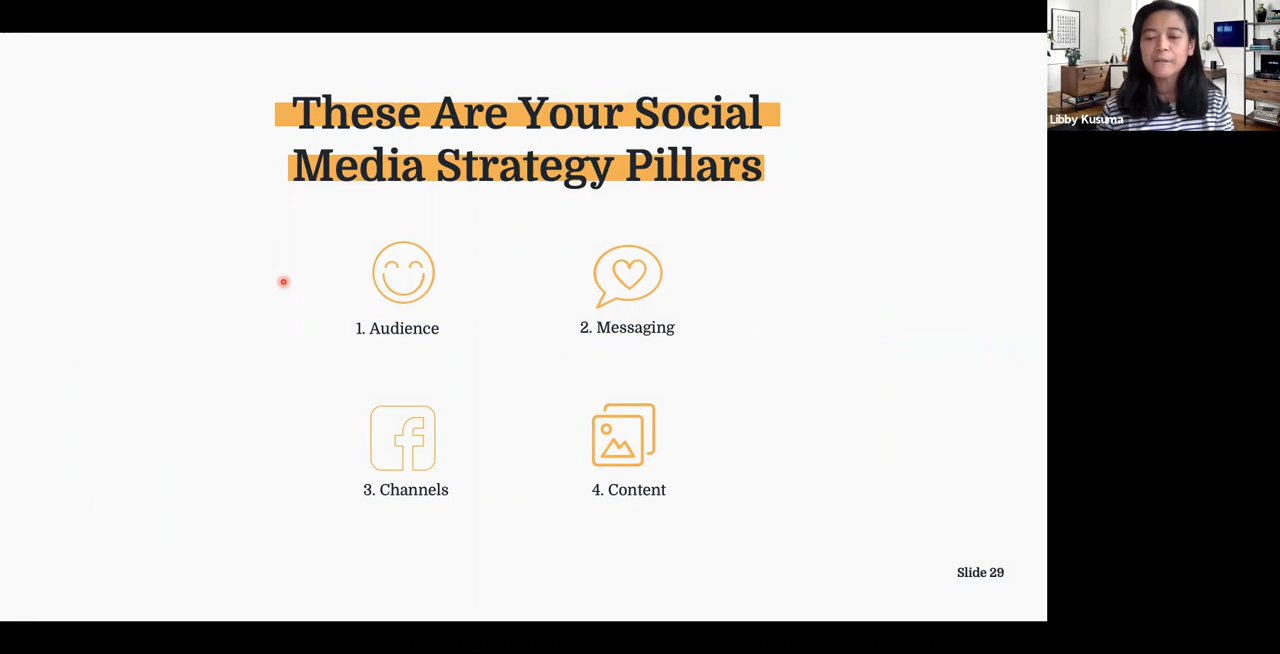 These Are Your Social
Media Strategy Pillars
1. Audience
2. Messaging
3. Channels
4. Content
Slide 29
Libby Kusuma